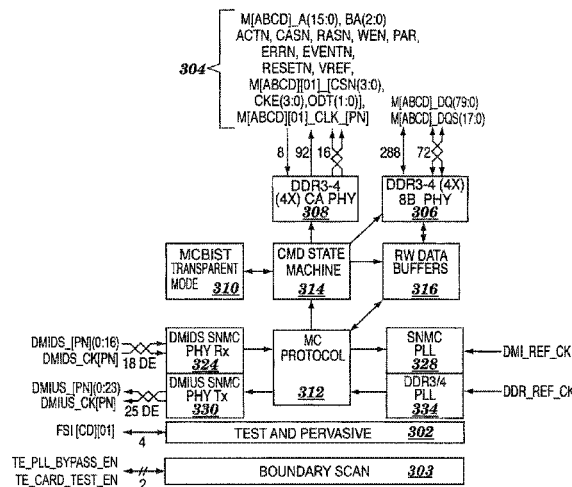 M[ABCD]_A(15:0), BA(2:0)
ACTN, CASN, RASN, WEN, PAR,
ERRN, EVENTN,
RESETN, VREF,
M[ABCD][01]_[CSN(3:0),
CKE(3:0),ODT(1:0)],
M[ABCD][01]_CLK_[PN]
304
M[ABCD]_DQ(79:0)
M[ABCD]_DQS(17:0)
8
92
16
288
72
DDR3-4
(4X) CA PHY
308
DDR3-4 (4X)
8B PHY
306
MCBIST
TRANSPARENT
MODE
310
CMD STATE
MACHINE
314
RW DATA
BUFFERS
316
DMIDS_[PN](0:16)
DMIDS_CK[PN]
18 DE
DMIDS SNMC
PHY Rx
324
MC
PROTOCOL
312
SNMC
PLL
328
DMI_REF_CK
DMIUS_[PN](0:23)
DMIUS_CK[PN]
25 DE
DMIUS SNMC
PHY Tx
330
DDR3/4
PLL
334
DDR_REF_CK
FSI [CD][01]
4
TEST AND PERVASIVE 302
TE_PLL_BYPASS_EN
TE_CARD_TEST_EN
2
BOUNDARY SCAN 303